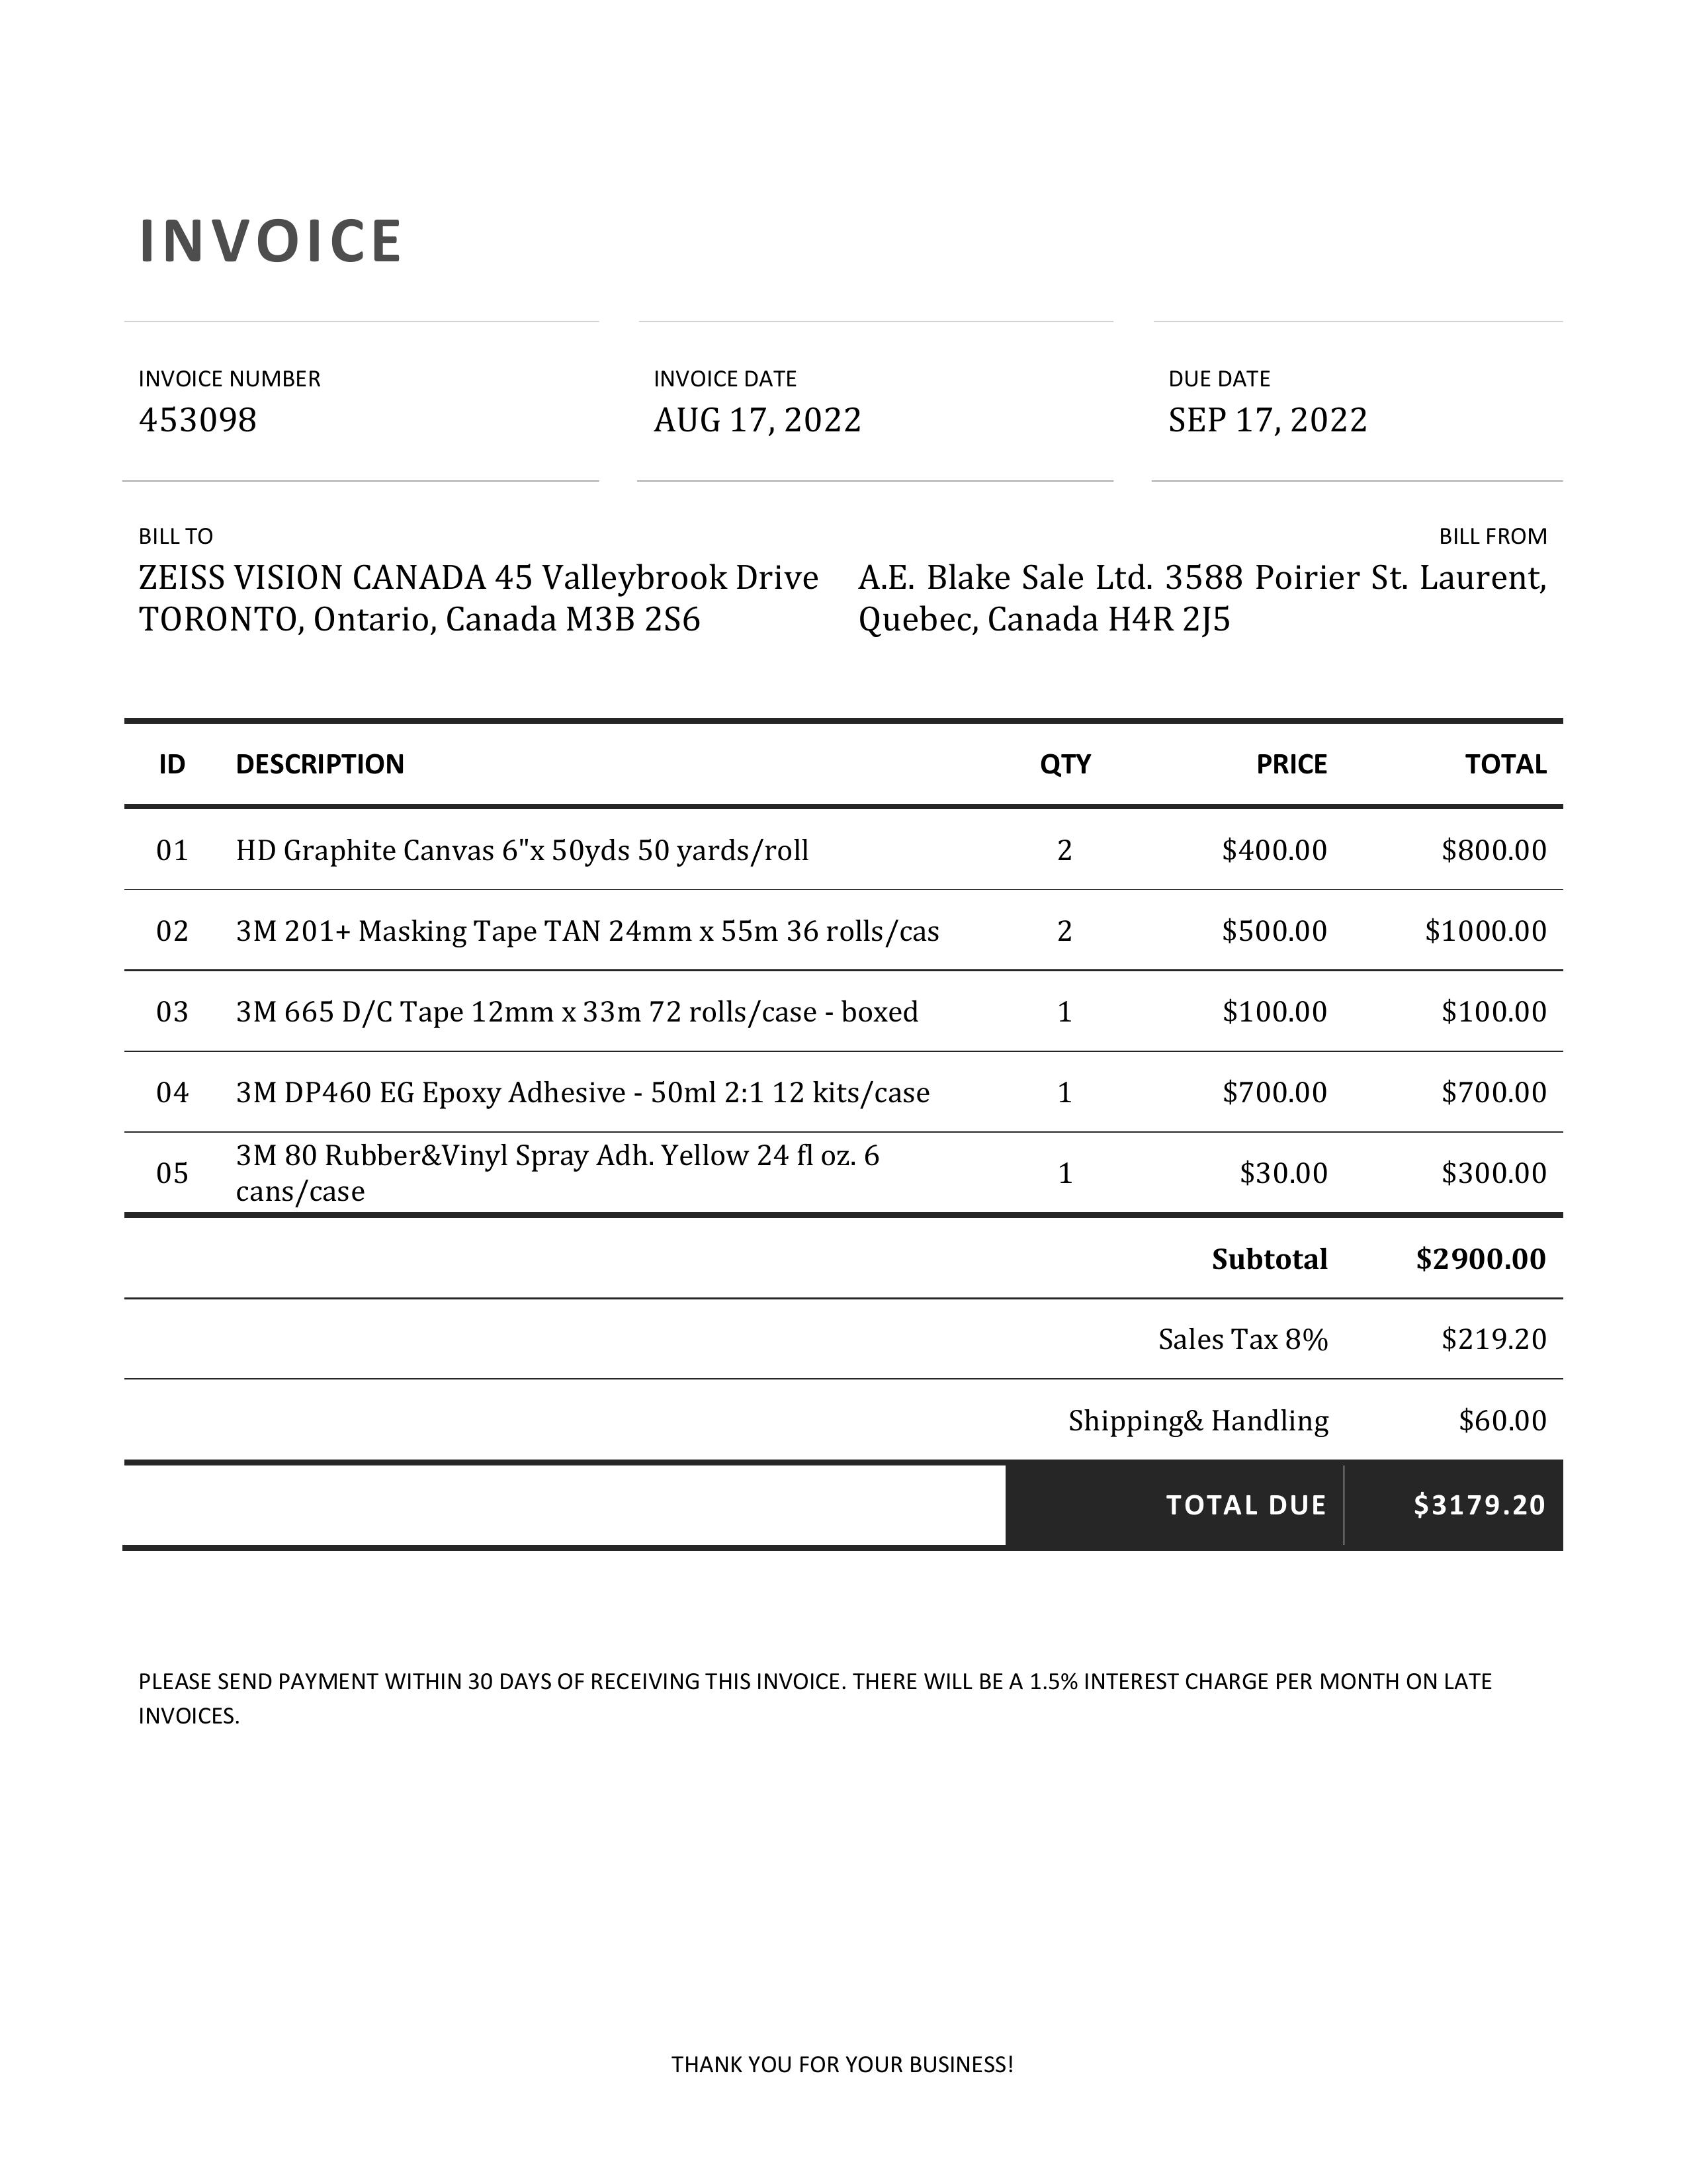 INVOICE
INVOICE NUMBER
453098
INVOICE DATE
AUG 17, 2022
DUE DATE
SEP 17, 2022
BILL TO
ZEISS VISION CANADA 45 Valleybrook Drive
TORONTO, Ontario, Canada M3B 2S6
BILL FROM
A.E. Blake Sale Ltd. 3588 Poirier St. Laurent,
Quebec, Canada H4R 2J5
ID DESCRIPTION QTY PRICE TOTAL
01 HD Graphite Canvas 6"x 50yds 50 yards/roll 2 $400.00 $800.00
02 3M 201+ Masking Tape TAN 24mm x 55m 36 rolls/cas 2 $500.00 $1000.00
03 3M 665 D/C Tape 12mm x 33m 72 rolls/case - boxed 1 $100.00 $100.00
04 3M DP460 EG Epoxy Adhesive - 50ml 2:1 12 kits/case 1 $700.00 $700.00
05 3M 80 Rubber&Vinyl Spray Adh. Yellow 24 fl oz. 6
cans/case 1 $30.00 $300.00
Subtotal $2900.00
Sales Tax 8% $219.20
Shipping& Handling $60.00
TOTAL DUE $3179.20
PLEASE SEND PAYMENT WITHIN 30 DAYS OF RECEIVING THIS INVOICE. THERE WILL BE A 1.5% INTEREST CHARGE PER MONTH ON LATE
INVOICES.
THANK YOU FOR YOUR BUSINESS!